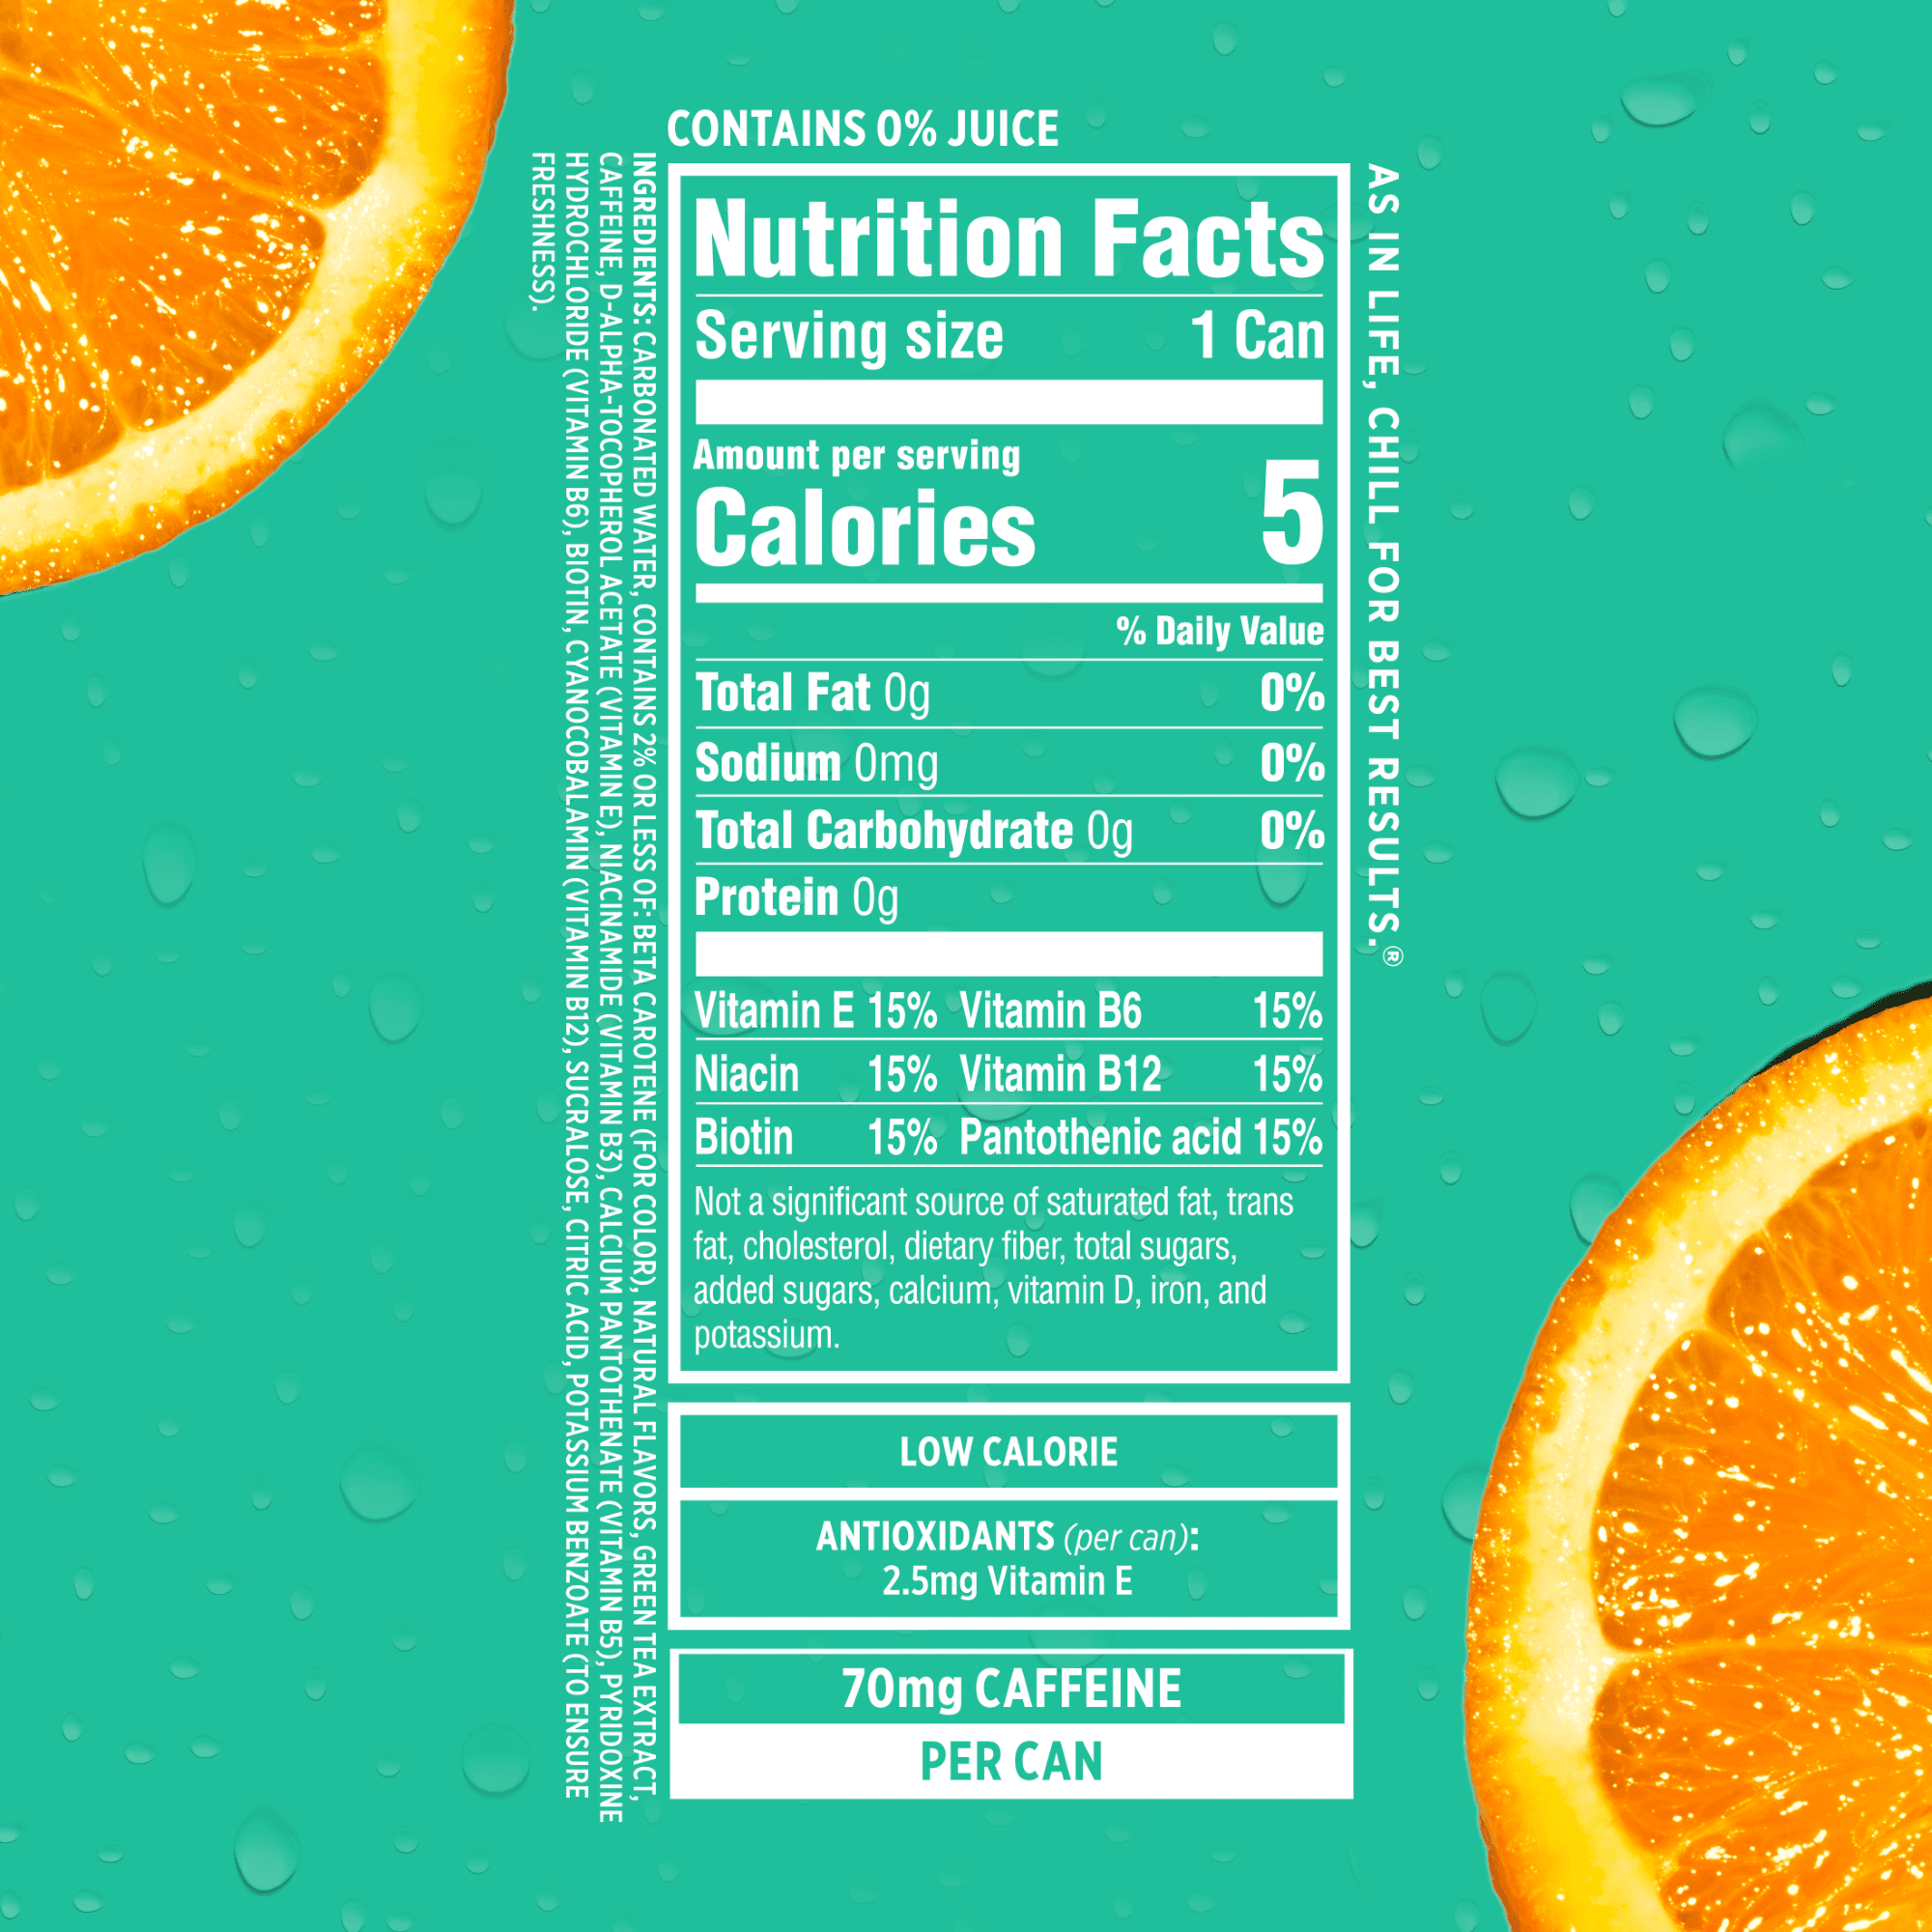 CONTAINS 0% JUICE
INGREDIENTS: CARBONATED WATER, CONTAINS 2% OR LESS OF: BETA CAROTENE (FOR COLOR), NATURAL FLAVORS, GREEN TEA EXTRACT,
CAFFEINE, D-ALPHA-TOCOPHEROL ACETATE (VITAMIN E), NIACINAMIDE (VITAMIN B3), CALCIUM PANTOTHENATE (VITAMIN B5), PYRIDOXINE
HYDROCHLORIDE (VITAMIN B6), BIOTIN, CYANOCOBALAMIN (VITAMIN B12), SUCRALOSE, CITRIC ACID, POTASSIUM BENZOATE (TO ENSURE
FRESHNESS).
Nutrition Facts
Serving size 1 Can
Amount per serving
Calories 5
% Daily Value
Total Fat 0g 0%
Sodium 0mg 0%
Total Carbohydrate 0g 0%
Protein 0g
Vitamin E 15% Vitamin B6 15%
Niacin 15% Vitamin B12 15%
Biotin 15% Pantothenic acid 15%
Not a significant source of saturated fat, trans
fat, cholesterol, dietary fiber, total sugars,
added sugars, calcium, vitamin D, iron, and
potassium.
LOW CALORIE
ANTIOXIDANTS (per can):
2.5mg Vitamin E
70mg CAFFEINE
PER CAN
AS IN LIFE, CHILL FOR BEST RESULTS.®